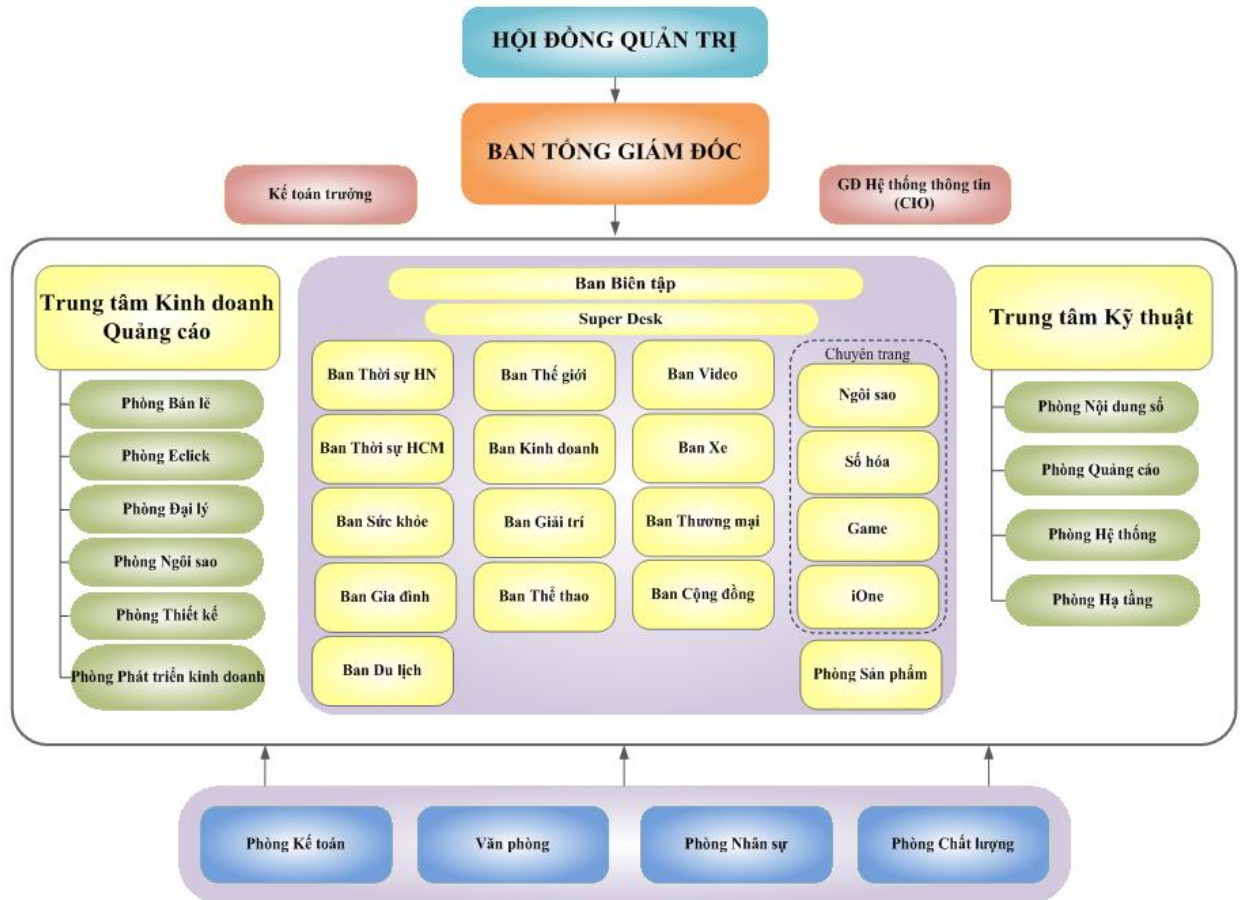 HỘI ĐỒNG QUẢN TRỊ
BAN TỔNG GIÁM ĐỐC
Kế toán trưởng
GĐ Hệ thống thông tin
(CIO)
Trung tâm Kinh doanh
Quảng cáo
Phòng Bán lẻ
Phòng Eclick
Phòng Đại lý
Phòng Ngôi sao
Phòng Thiết kế
Phòng Phát triển kinh doanh
Ban Biên tập
Super Desk
Ban Thời sự HN
Ban Thời sự HCM
Ban Sức khỏe
Ban Gia đình
Ban Du lịch
Ban Thế giới
Ban Kinh doanh
Ban Giải trí
Ban Thể thao
Ban Video
Ban Xe
Ban Thương mại
Ban Cộng đồng
Chuyên trang
Ngôi sao
Số hóa
Game
iOne
Phòng Sản phẩm
Trung tâm Kỹ thuật
Phòng Nội dung số
Phòng Quảng cáo
Phòng Hệ thống
Phòng Hạ tầng
Phòng Kế toán
Văn phòng
Phòng Nhân sự
Phòng Chất lượng